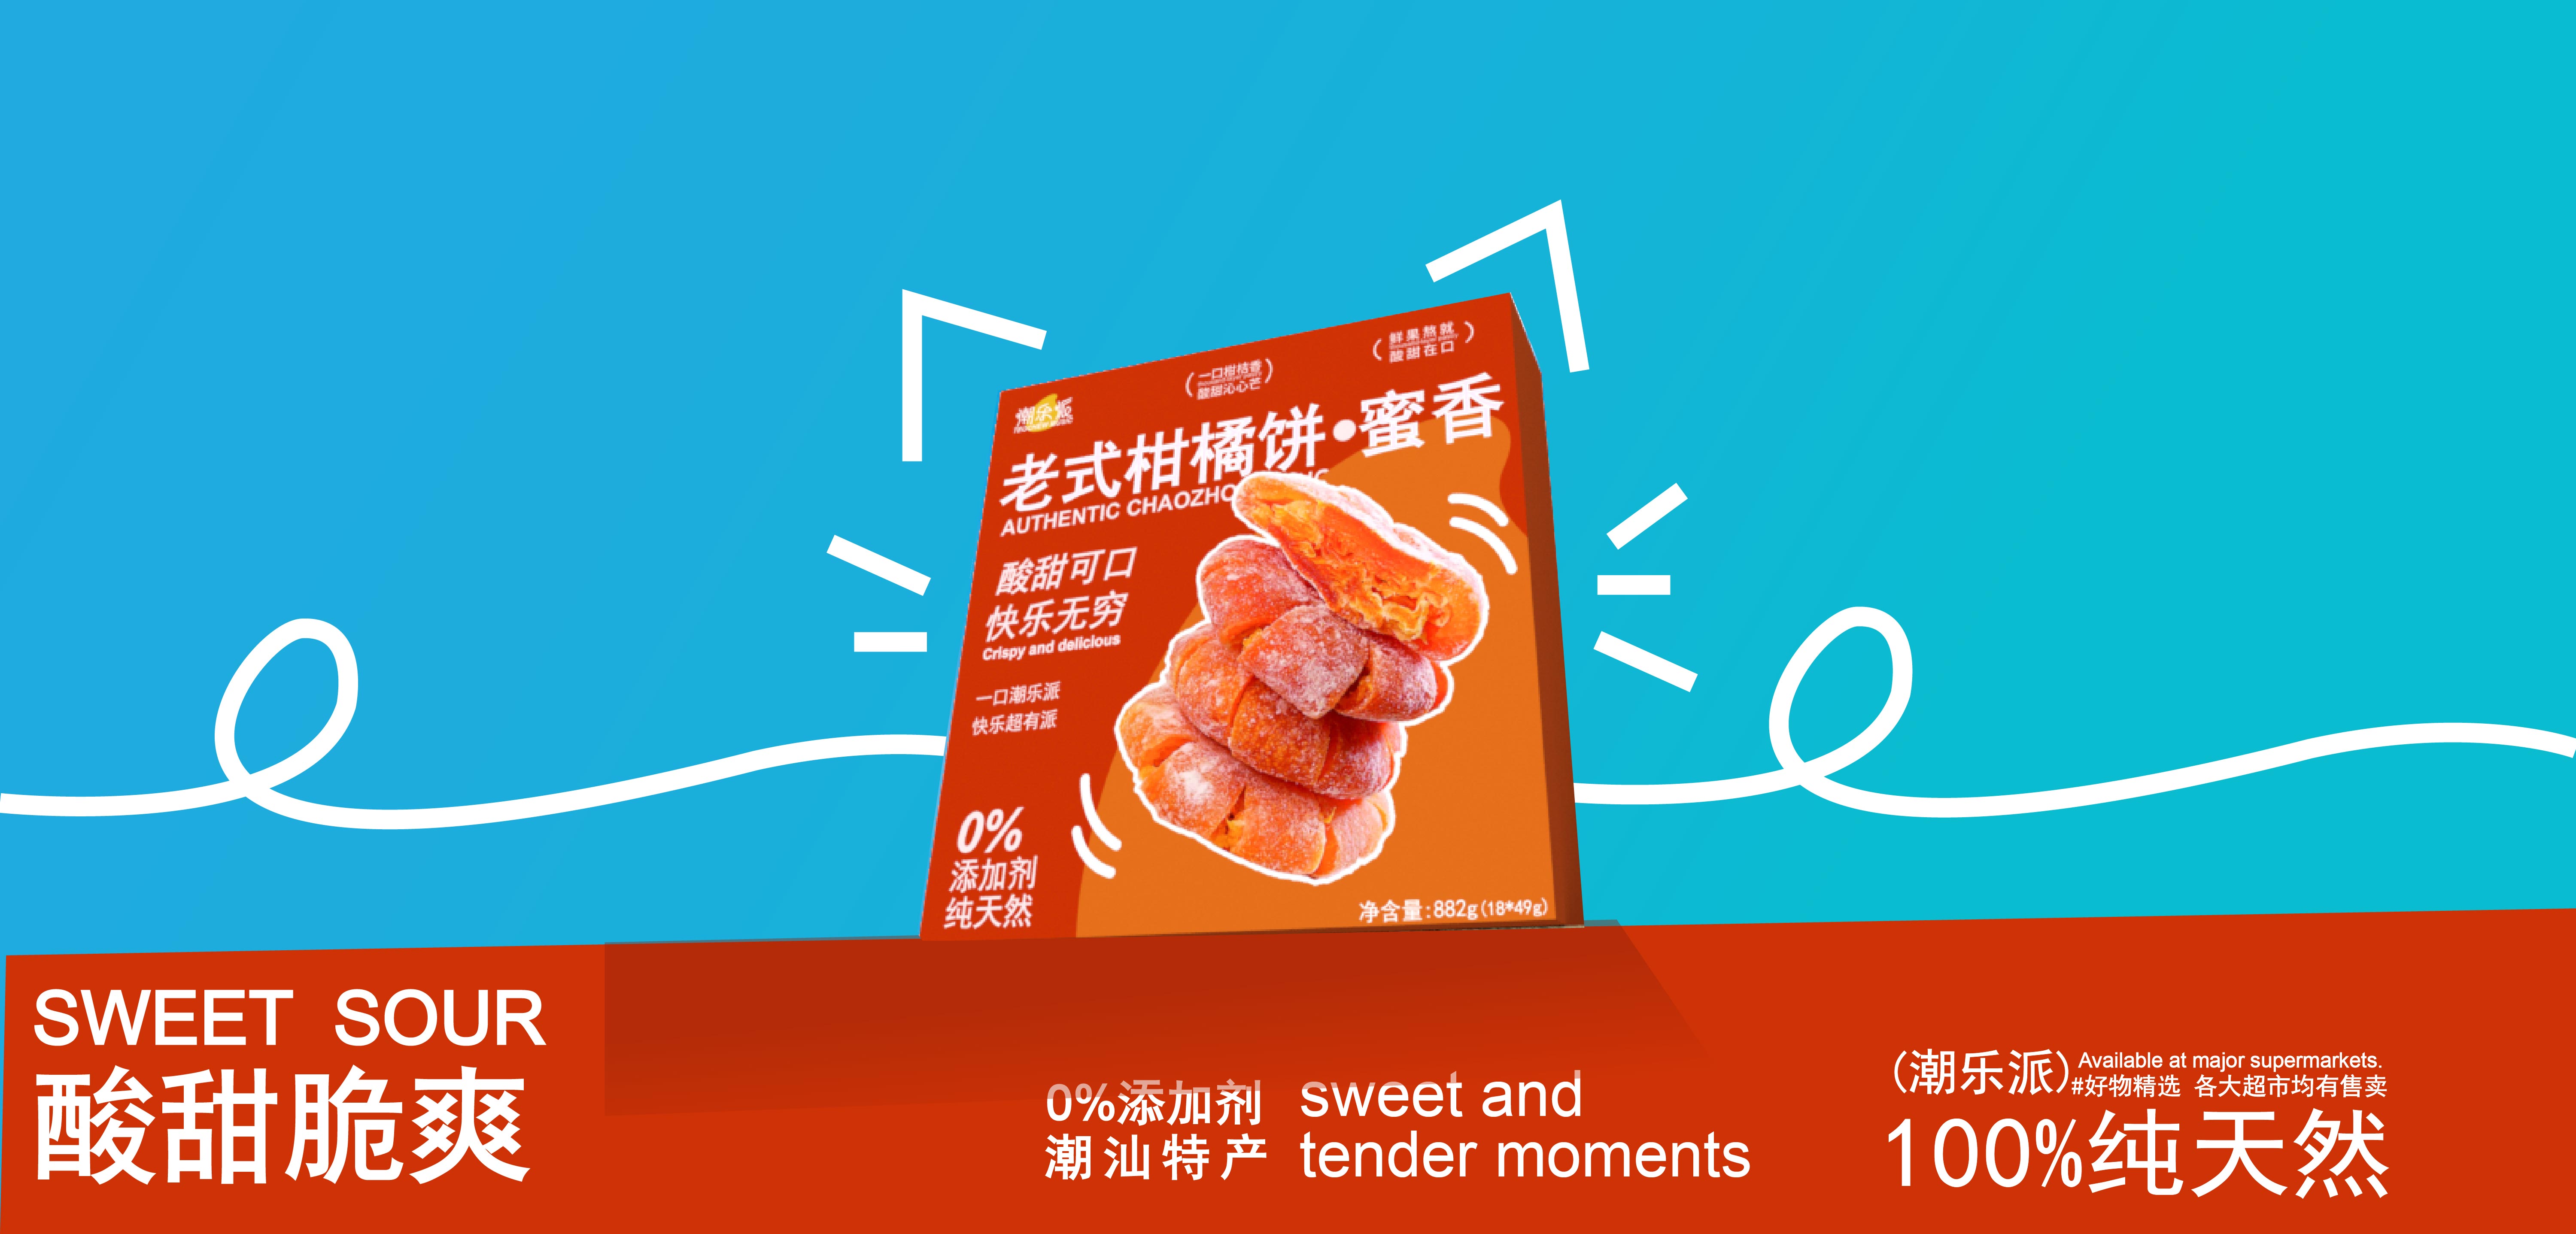 一口柑桔香
酸甜沁心芒
鲜果熬就
酸甜在口
潮乐派
老式柑橘饼•蜜香
AUTHENTIC CHAOZHO
酸甜可口
快乐无穷
Crispy and delicious
一口潮乐派
快乐超有派
0%
添加剂
纯天然
净含量:882g(18*49g)
SWEET SOUR
酸甜脆爽
0%添加剂
潮汕特产
sweet and
tender moments
(潮乐派)
Available at major supermarkets.
#好物精选 各大超市均有售卖
100%纯天然